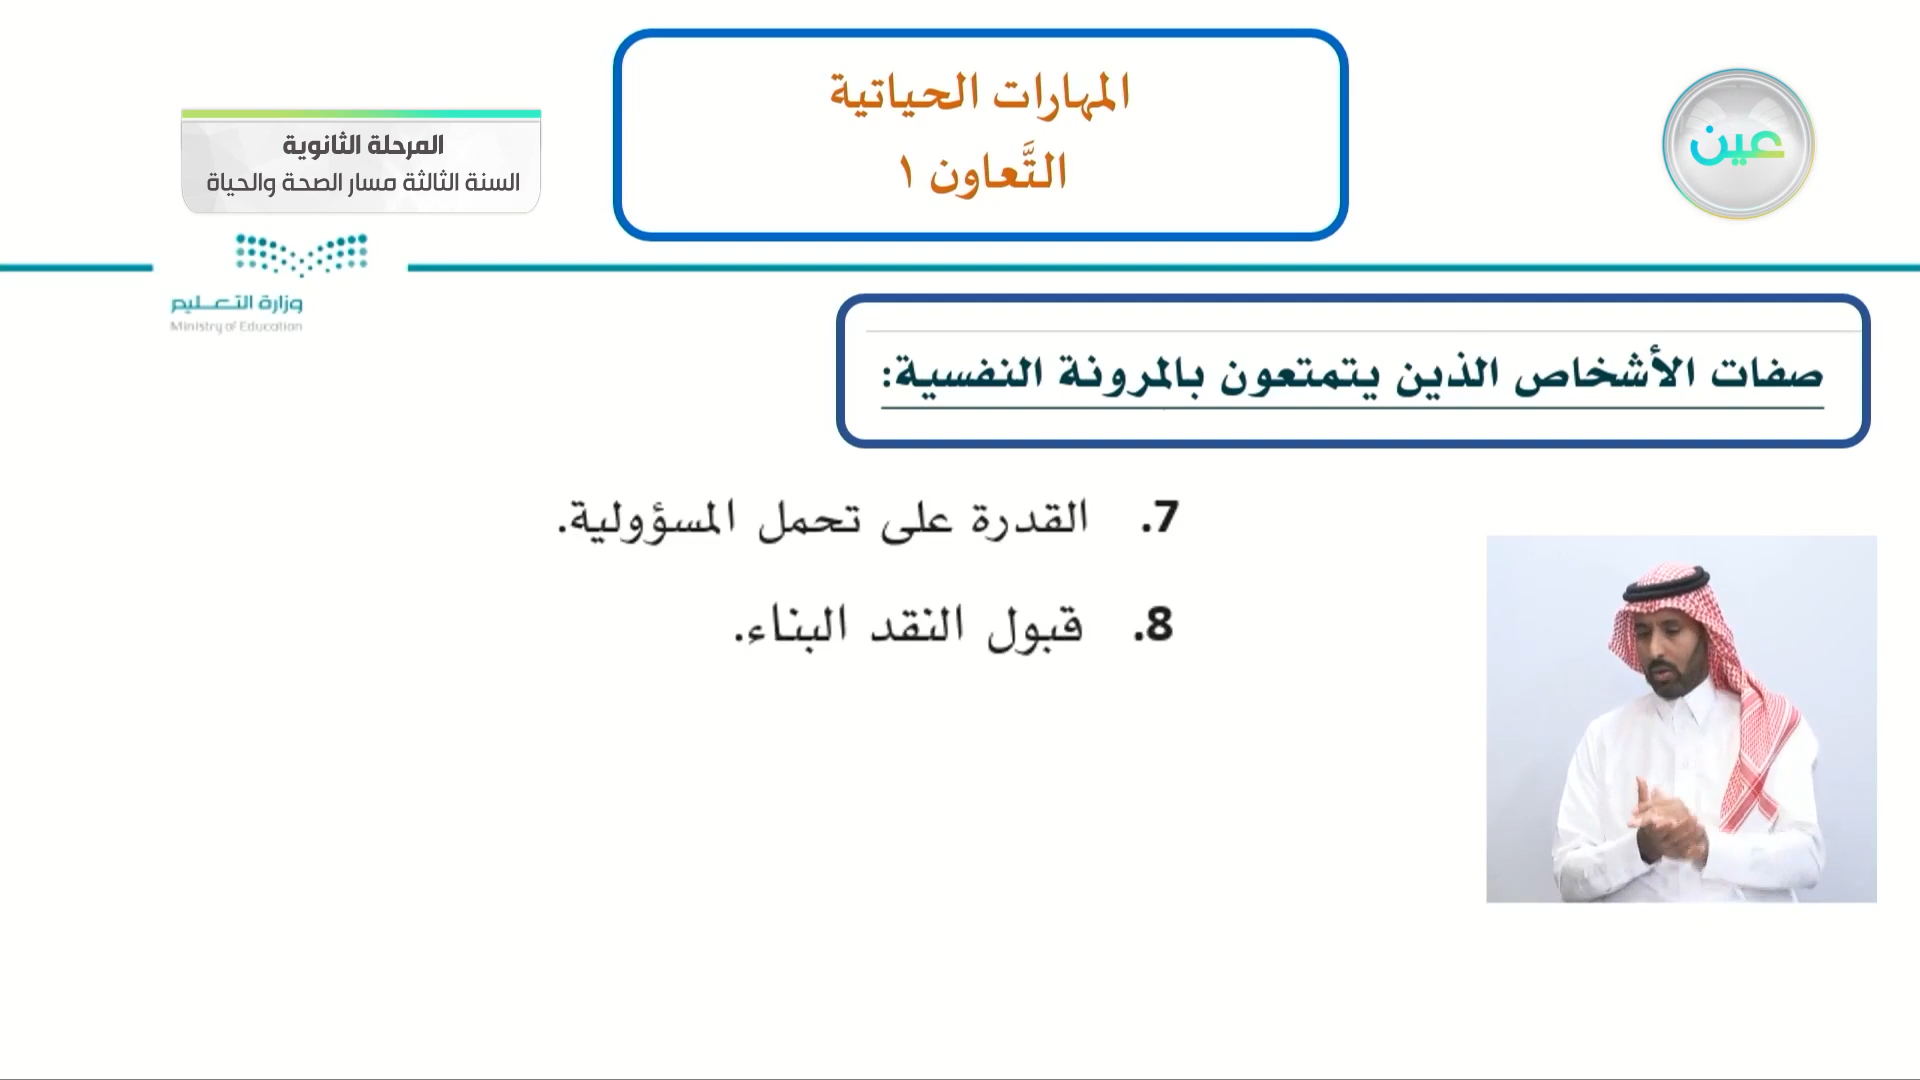 المهارات الحياتية
التَّعاون ١
عين
المرحلة الثانوية
السنة الثالثة مسار الصحة والحياة
وزارة التعليم
Ministry of Education
صفات الأشخاص الذين يتمتعون بالمرونة النفسية:
7. القدرة على تحمل المسؤولية.
8. قبول النقد البناء.